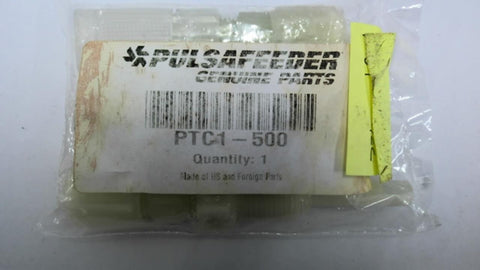 PULSAFEEDER
GENUINE PARTS
PTC1-500
Quantity: 1
Made of US and Foreign Parts